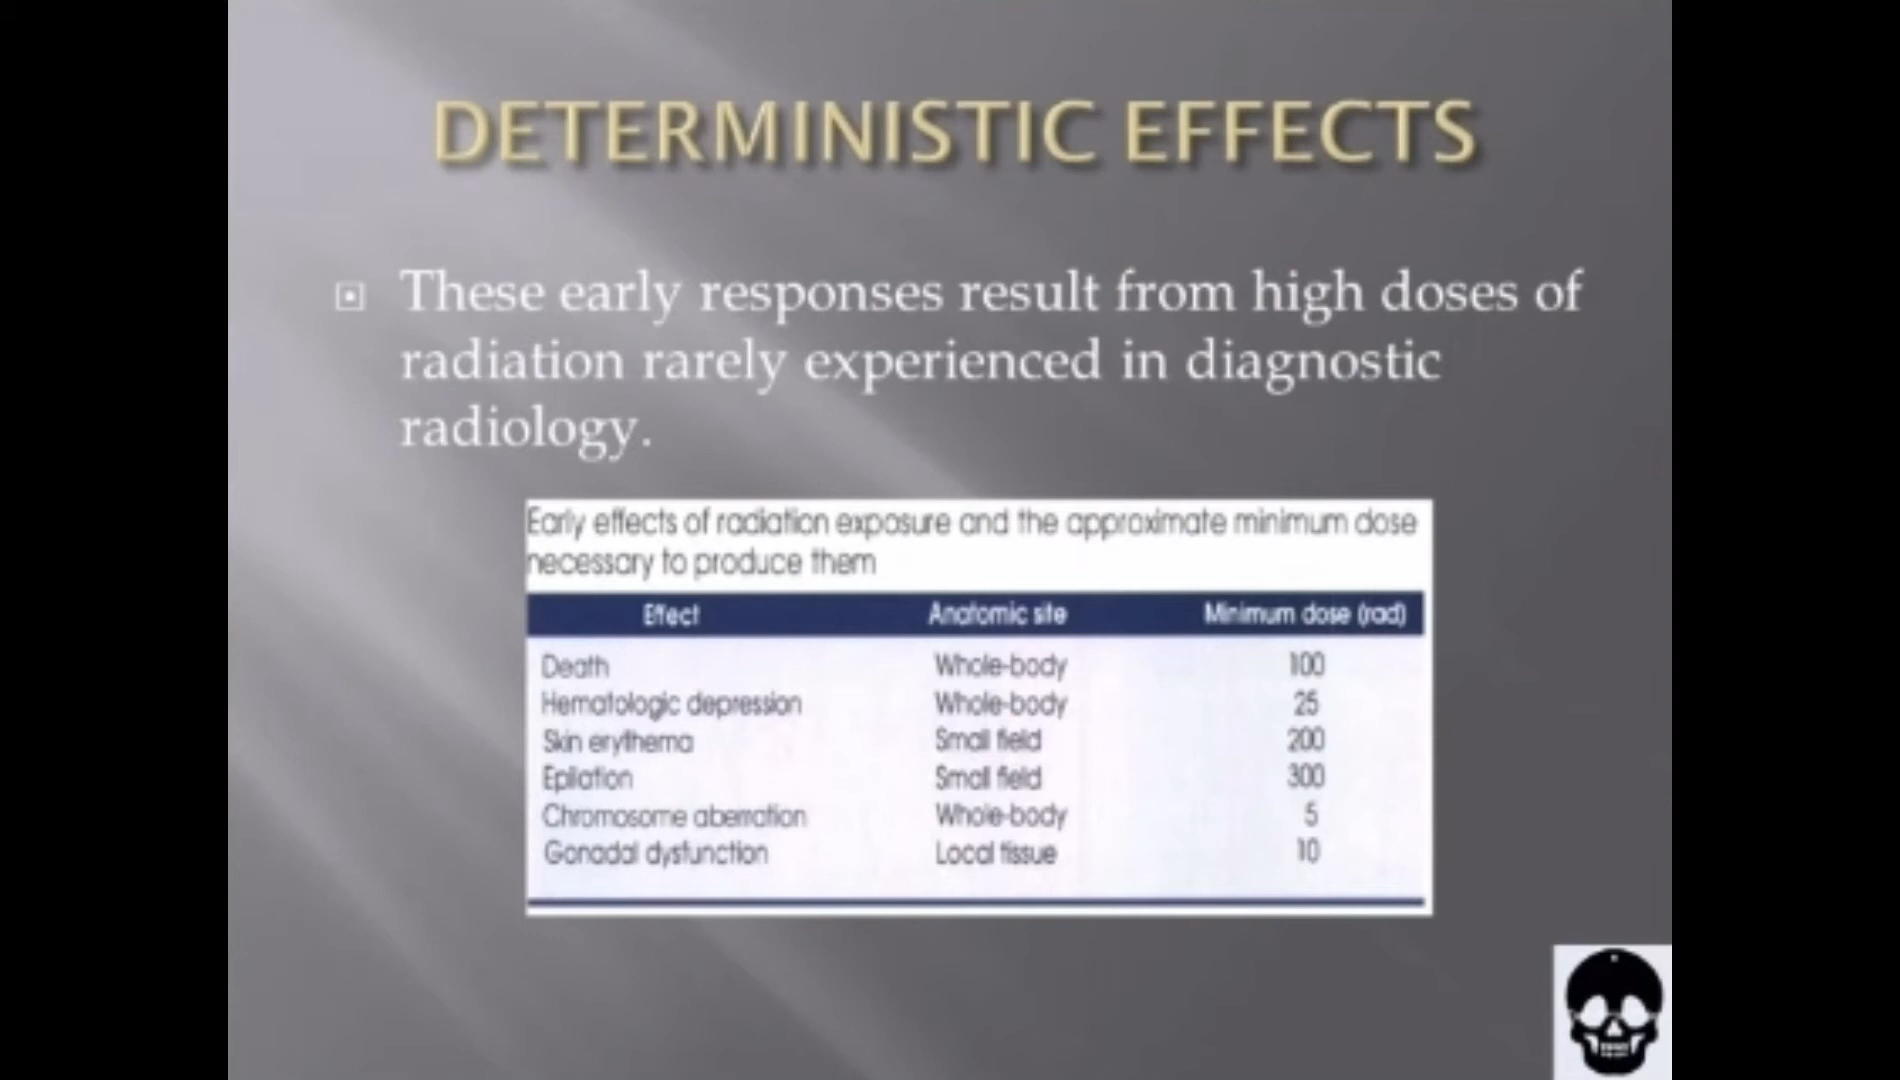 DETERMINISTIC EFFECTS
These early responses result from high doses of
radiation rarely experienced in diagnostic
radiology.
Early effects of radiation exposure and the approximate minimum dose
necessary to produce them
Effect Anatomic site Minimum dose (rad)
Death Whole-body 100
Hematologic depression Whole-body 25
Skin erythema Small field 200
Epilation Small field 300
Chromosome aberration Whole-body 5
Gonadal dysfunction Local tissue 10